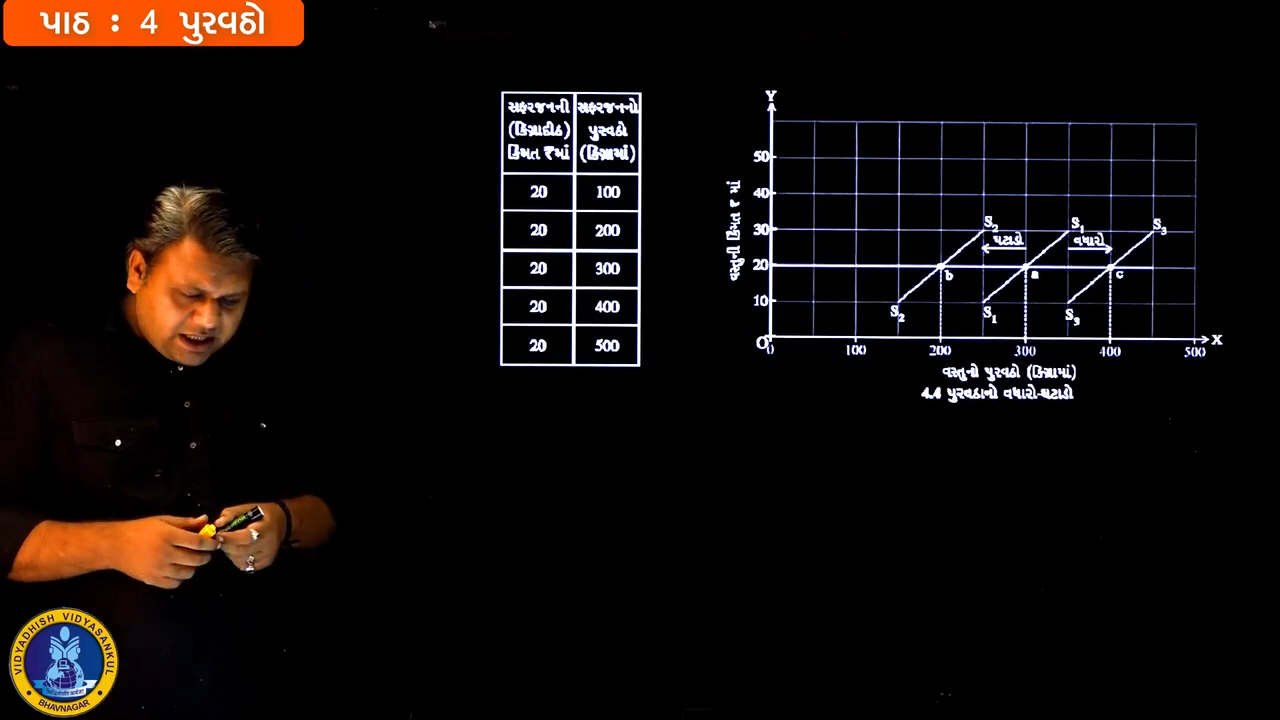 પાઠ : 4 પુરવઠો
સફરજનની
(કિગ્રાદીઠ)
કિંમત ₹માં
સફરજનનો
પુરવઠો
(કિગ્રામાં)
20 100
20 200
20 300
20 400
20 500
Y
વસ્તુની કિંમત ₹ માં
50
40
30
20
10
O
S₂ S₁ S₃
ઘટાડો વધારો
b a c
S₂ S₁ S₃
0 100 200 300 400 500 X
વસ્તુનો પુરવઠો (કિગ્રામાં)
4.4 પુરવઠાનો વધારો-ઘટાડો
VIDYADHISH VIDYASANKUL
BHAVNAGAR